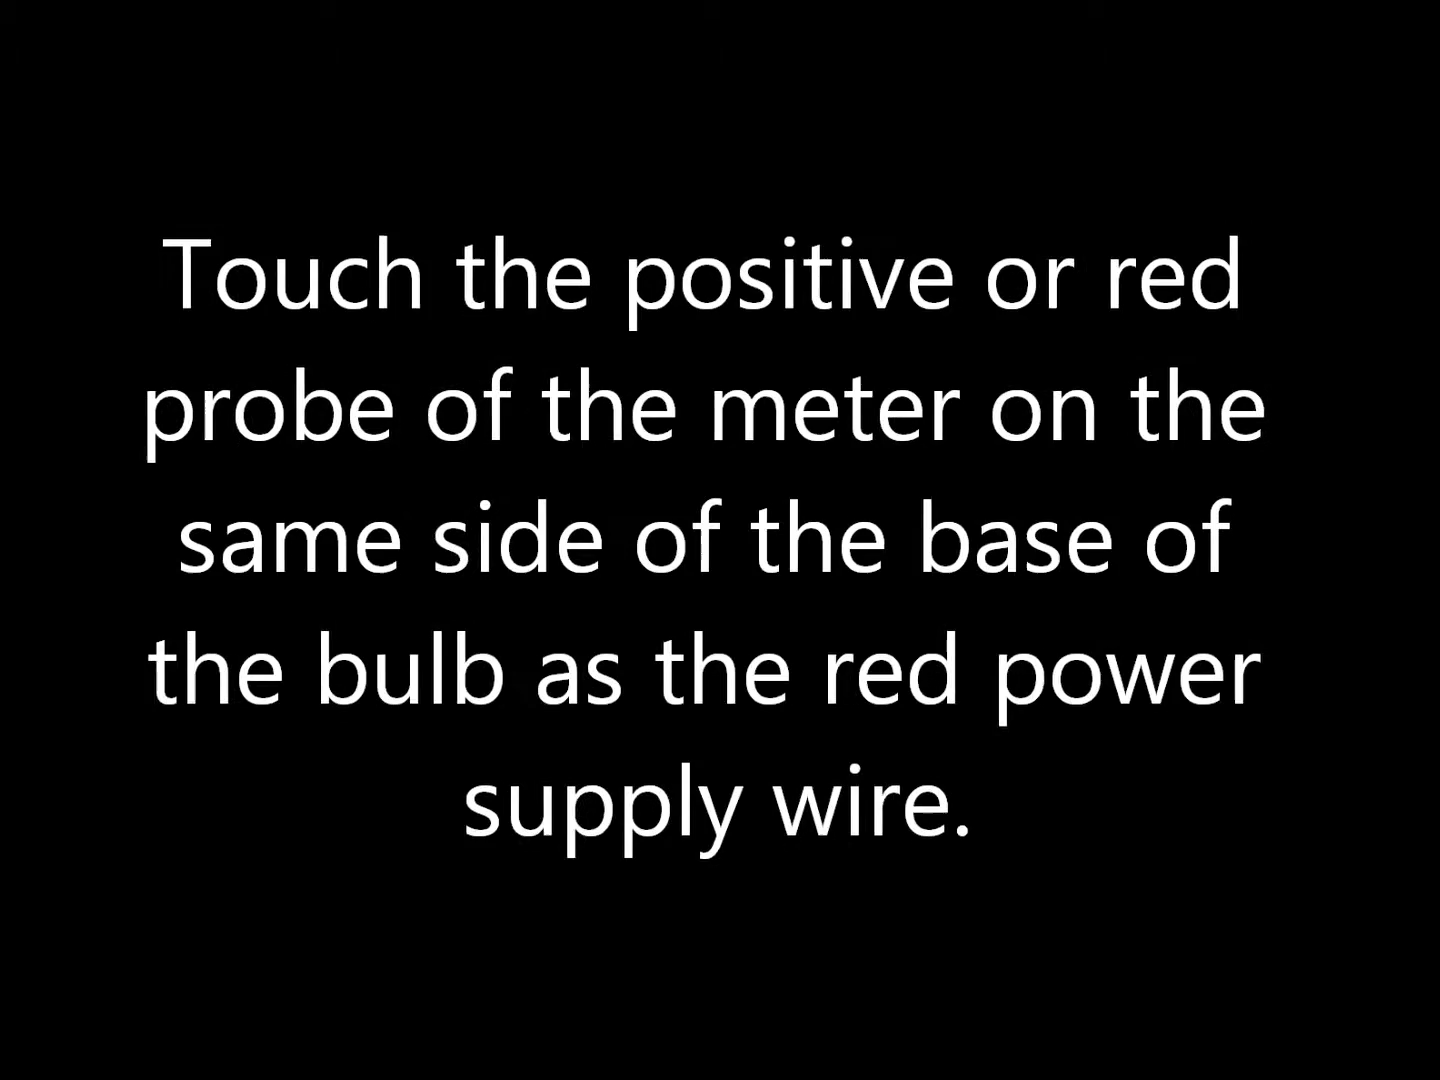 Touch the positive or red
probe of the meter on the
same side of the base of
the bulb as the red power
supply wire.